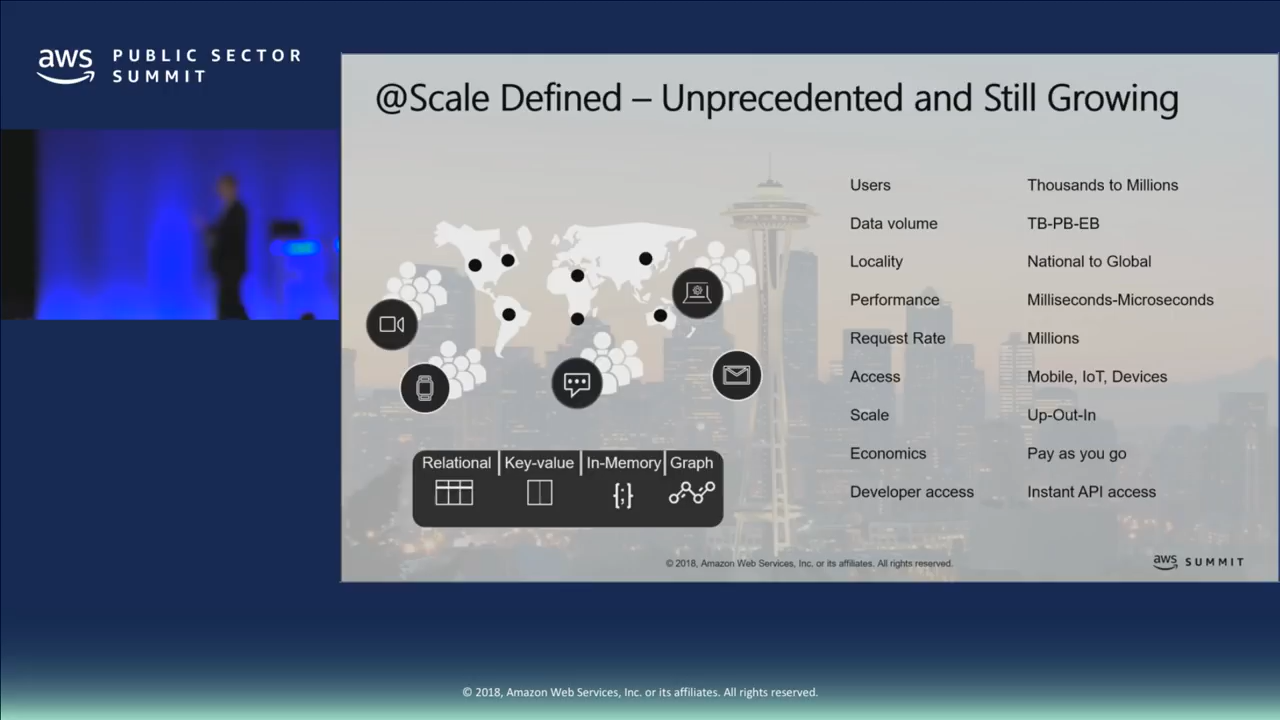 aws PUBLIC SECTOR
SUMMIT
@Scale Defined – Unprecedented and Still Growing
Users Thousands to Millions
Data volume TB-PB-EB
Locality National to Global
Performance Milliseconds-Microseconds
Request Rate Millions
Access Mobile, IoT, Devices
Scale Up-Out-In
Economics Pay as you go
Developer access Instant API access
Relational Key-value In-Memory Graph
{;}
© 2018, Amazon Web Services, Inc. or its affiliates. All rights reserved.
aws SUMMIT
© 2018, Amazon Web Services, Inc. or its affiliates. All rights reserved.